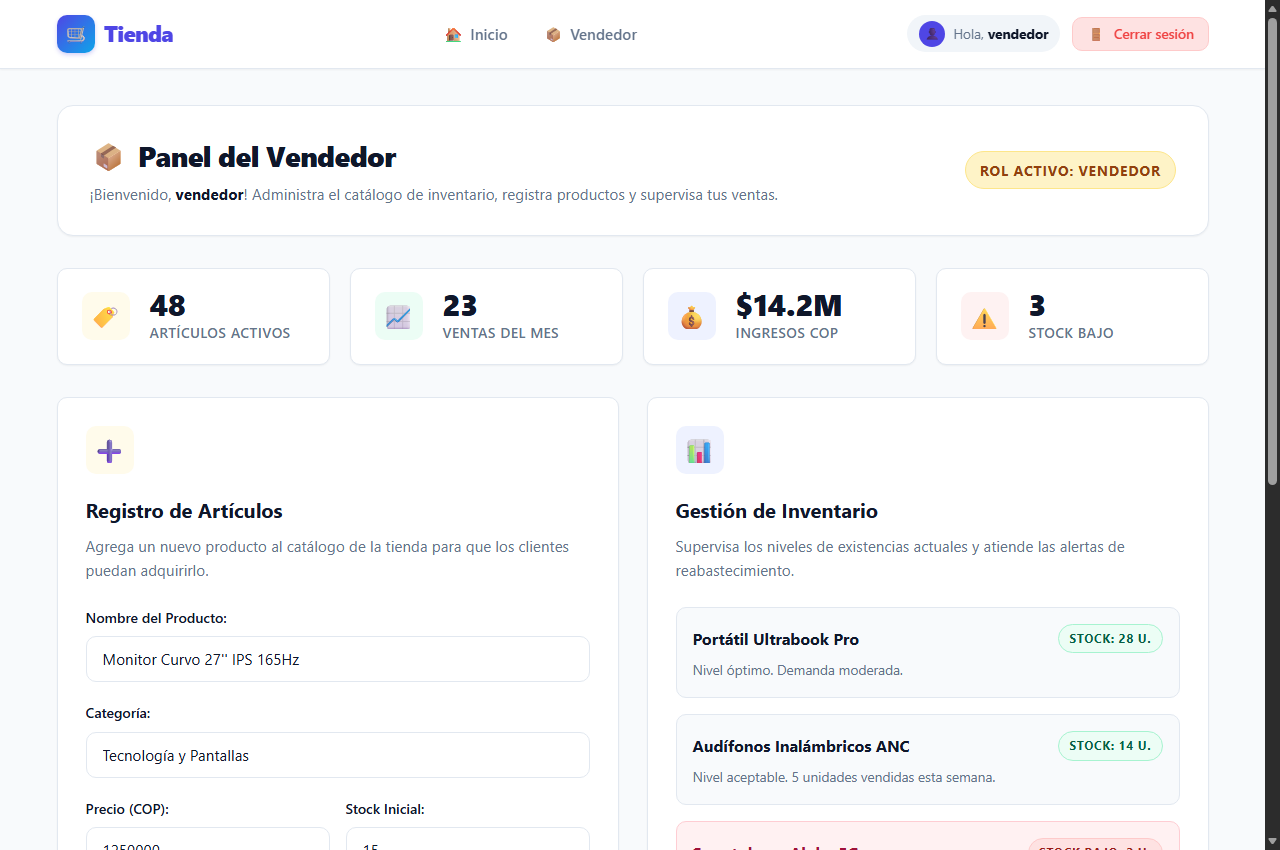 Tienda
Inicio
Vendedor
Hola, vendedor
Cerrar sesión
Panel del Vendedor
¡Bienvenido, vendedor! Administra el catálogo de inventario, registra productos y supervisa tus ventas.
ROL ACTIVO: VENDEDOR
48
ARTÍCULOS ACTIVOS
23
VENTAS DEL MES
$14.2M
INGRESOS COP
3
STOCK BAJO
Registro de Artículos
Agrega un nuevo producto al catálogo de la tienda para que los clientes
puedan adquirirlo.
Nombre del Producto:
Monitor Curvo 27" IPS 165Hz
Categoría:
Tecnología y Pantallas
Precio (COP):
Stock Inicial:
1250000
15
Gestión de Inventario
Supervisa los niveles de existencias actuales y atiende las alertas de
reabastecimiento.
Portátil Ultrabook Pro
STOCK: 28 U.
Nivel óptimo. Demanda moderada.
Audífonos Inalámbricos ANC
STOCK: 14 U.
Nivel aceptable. 5 unidades vendidas esta semana.